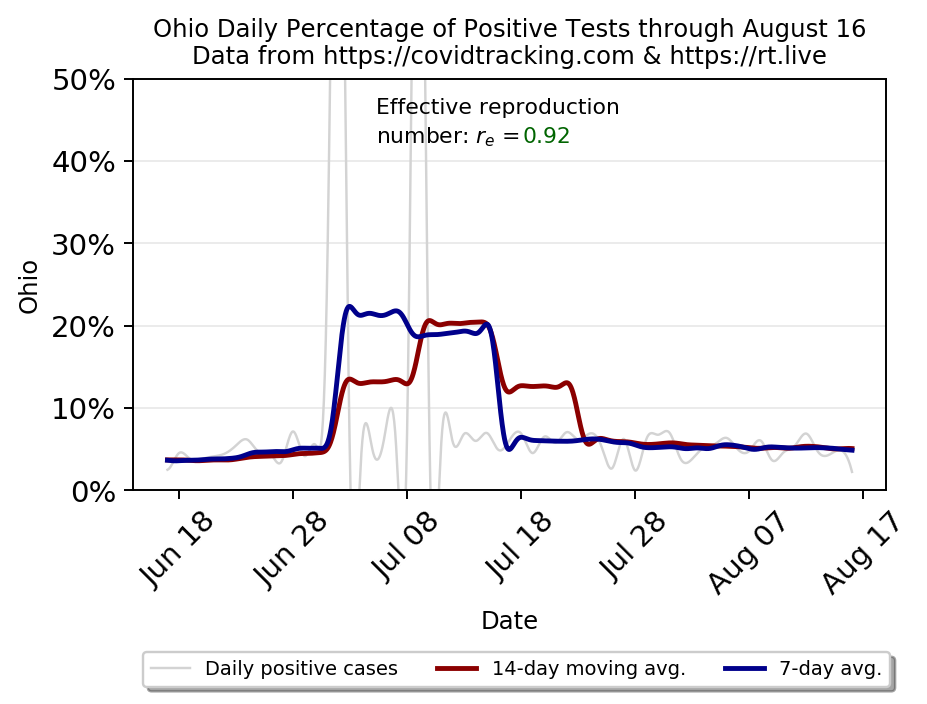 Ohio Daily Percentage of Positive Tests through August 16
Data from https://covidtracking.com & https://rt.live
50%
40%
30%
20%
10%
0%
Ohio
Effective reproduction
number: rₑ =0.92
Jun 18
Jun 28
Jul 08
Jul 18
Jul 28
Aug 07
Aug 17
Date
Daily positive cases
14-day moving avg.
7-day avg.